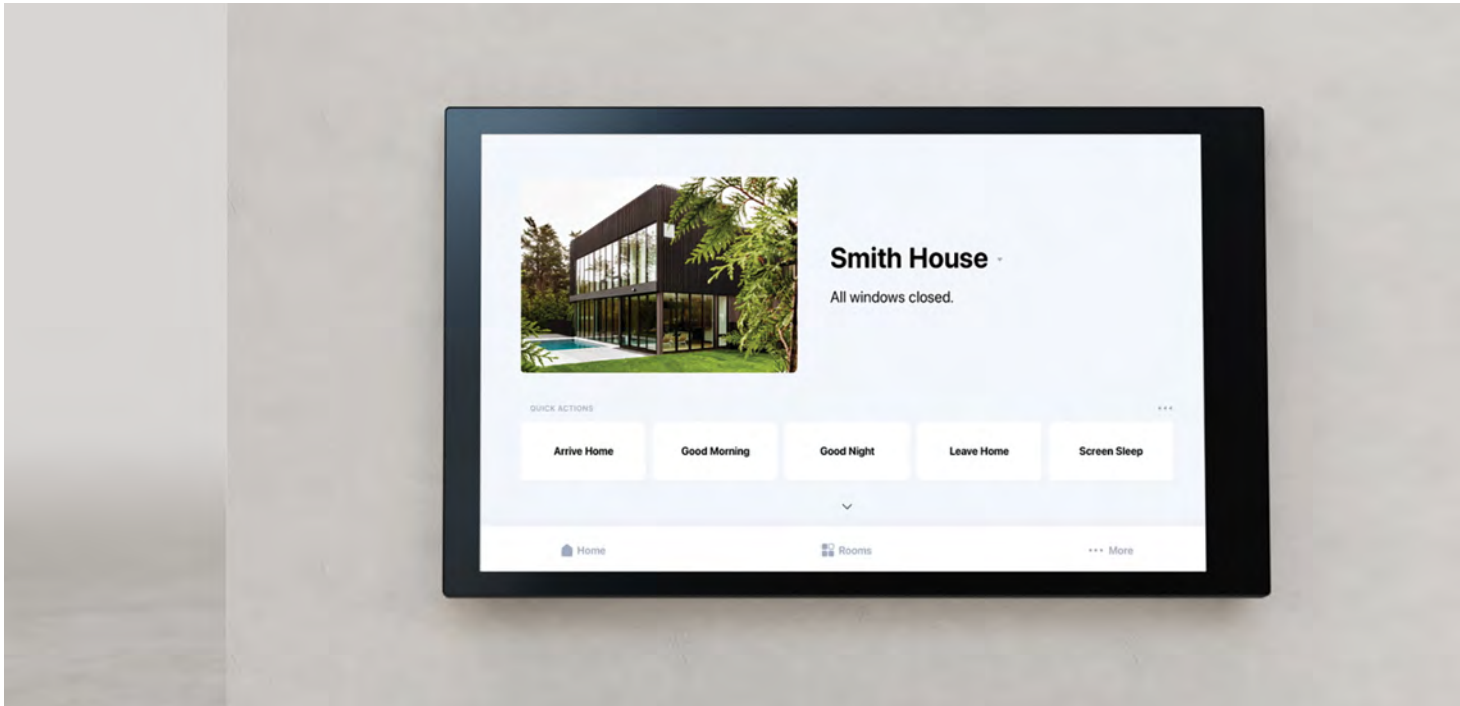 Smith House
All windows closed.
QUICK ACTIONS
Arrive Home
Good Morning
Good Night
Leave Home
Screen Sleep
Home
Rooms
More